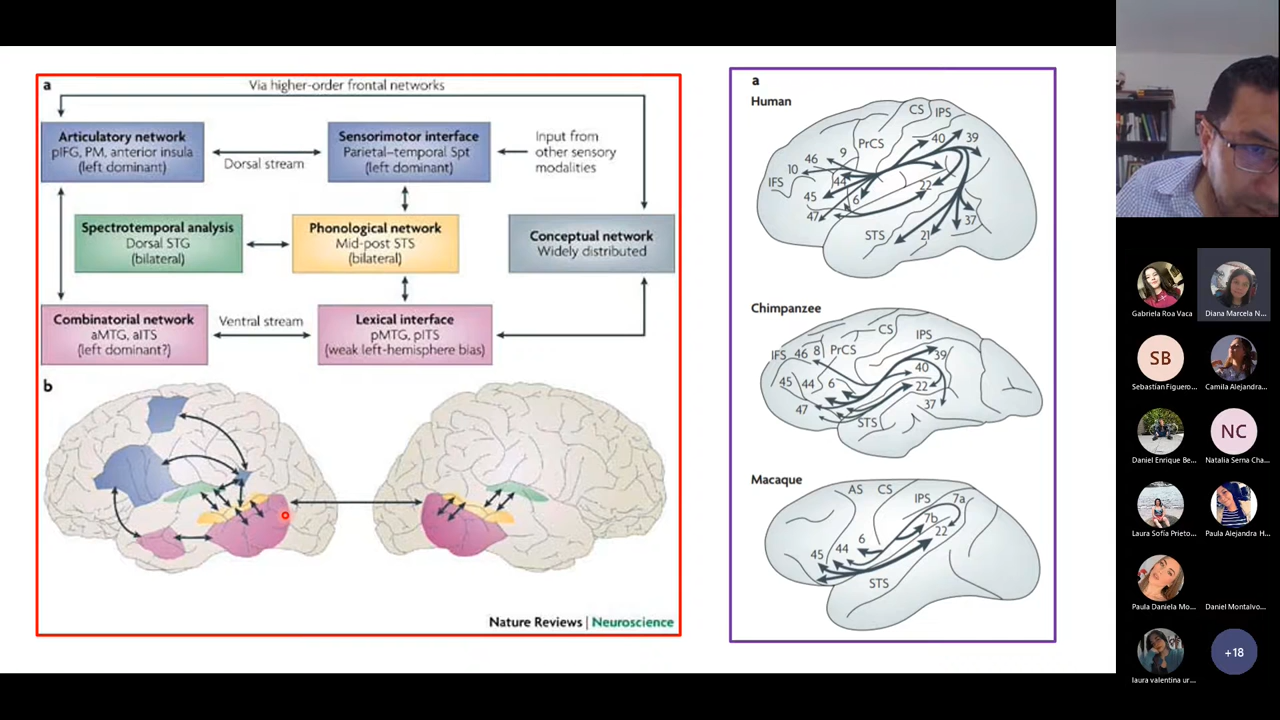 a
Via higher-order frontal networks
Articulatory network
pIFG, PM, anterior insula
(left dominant)
Dorsal stream
Sensorimotor interface
Parietal–temporal Spt
(left dominant)
Input from
other sensory
modalities
Spectrotemporal analysis
Dorsal STG
(bilateral)
Phonological network
Mid-post STS
(bilateral)
Conceptual network
Widely distributed
Combinatorial network
aMTG, aITS
(left dominant?)
Ventral stream
Lexical interface
pMTG, pITS
(weak left-hemisphere bias)
b
Nature Reviews | Neuroscience
a
Human
CS
IPS
PrCS
40
39
9
46
10
IFS
44
45
6
47
22
37
21
STS
Chimpanzee
CS
IPS
IFS
46
8
PrCS
39
40
45
44
6
22
47
37
STS
Macaque
AS
CS
IPS
7a
7b
22
6
44
45
STS
Gabriela Roa Vaca
Diana Marcela N...
SB
Sebastian Figuero...
Camila Alejandra...
Daniel Enrique Be...
NC
Natalia Serna Cha...
Laura Sofía Prieto...
Paula Alejandra H...
Paula Daniela Mo...
Daniel Montalvo...
laura valentina ur...
+18